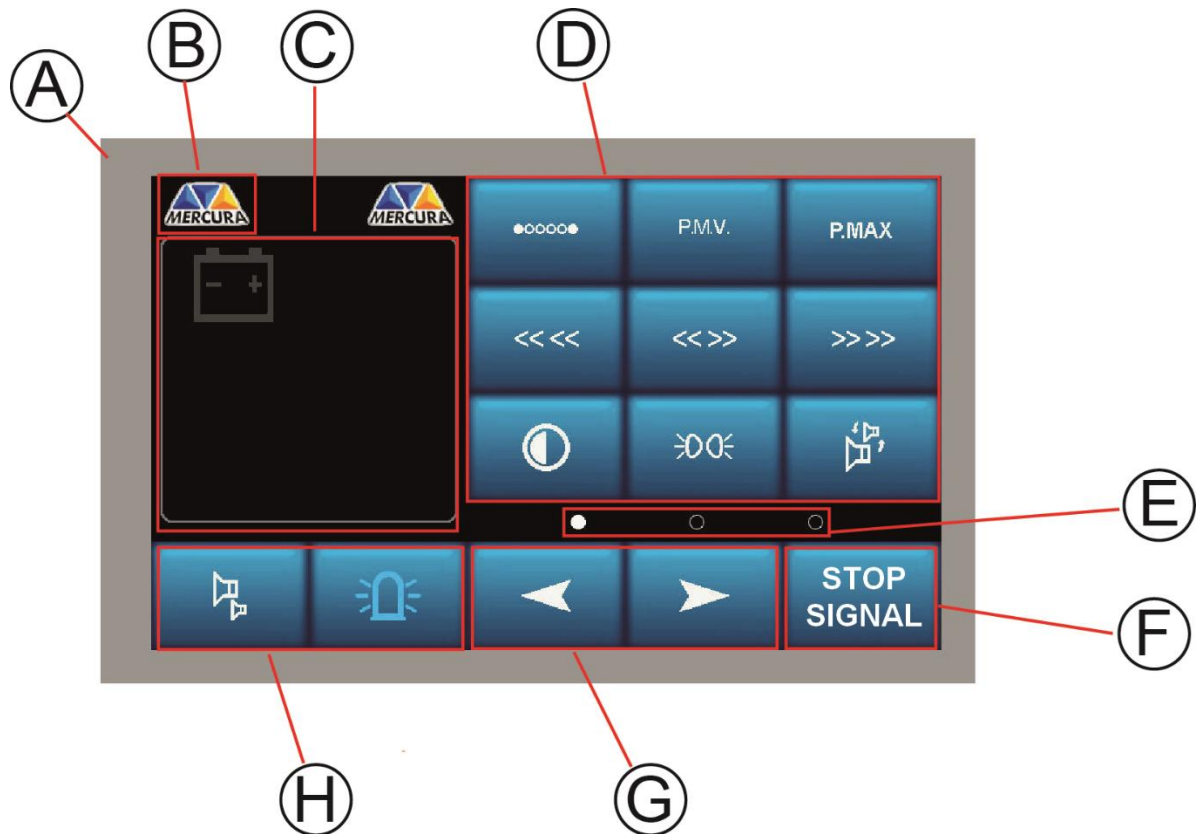 B C D
A
MERCURA MERCURA
P.M.V. P.MAX
- +
<< << << >> >> >>
E
STOP
SIGNAL
F
H G